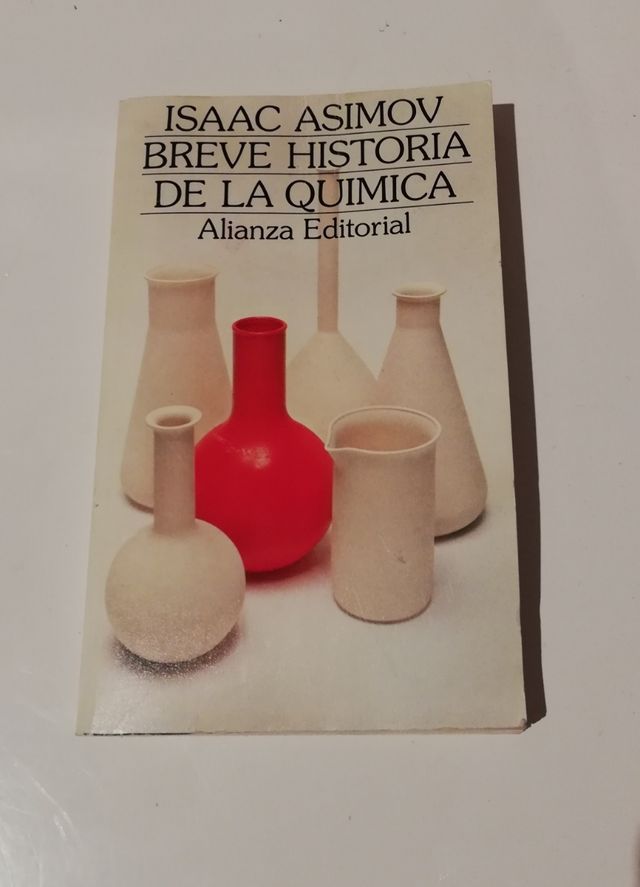 ISAAC ASIMOV
BREVE HISTORIA
DE LA QUIMICA
Alianza Editorial